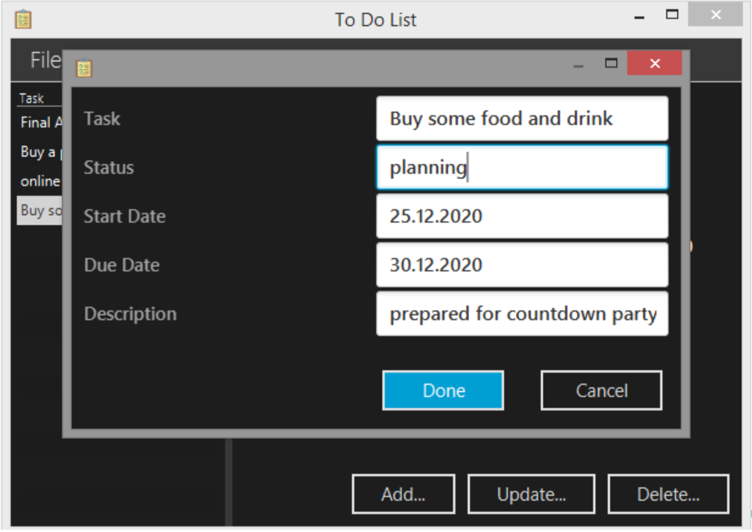 To Do List
File
Task
Final A
Buy a
online
Buy so
Task
Buy some food and drink
Status
planning
Start Date
25.12.2020
Due Date
30.12.2020
Description
prepared for countdown party
Done
Cancel
Add...
Update...
Delete...